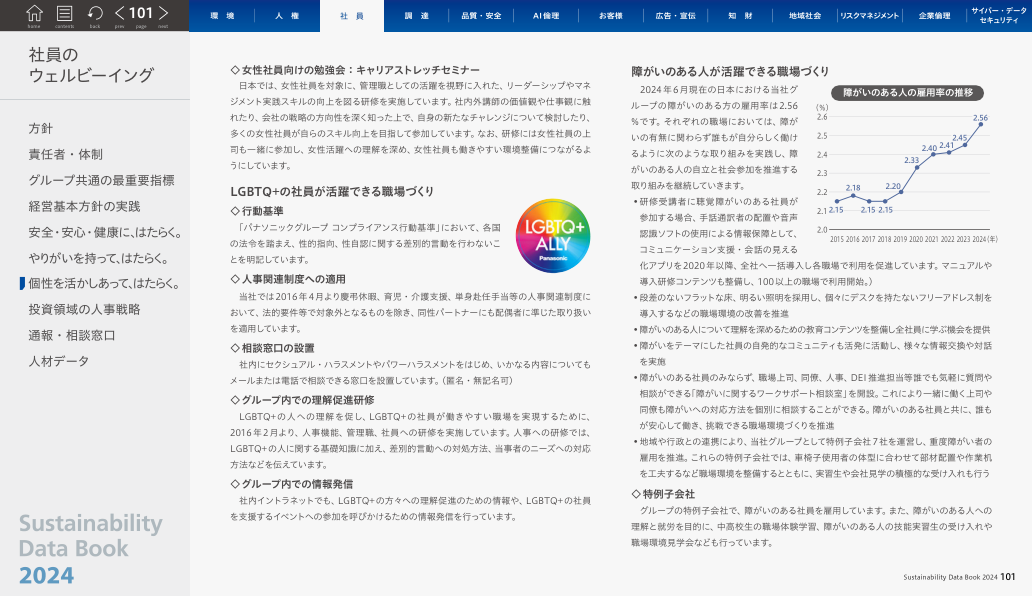 home contents back prev 101 page next
環 境
人 権
社 員
調 達
品質・安全
AI倫理
お客様
広告・宣伝
知 財
地域社会
リスクマネジメント
企業倫理
サイバー・データ
セキュリティ
社員の
ウェルビーイング
方針
責任者・体制
グループ共通の最重要指標
経営基本方針の実践
安全・安心・健康に、はたらく。
やりがいを持って、はたらく。
個性を活かしあって、はたらく。
投資領域の人事戦略
通報・相談窓口
人材データ
Sustainability
Data Book
2024
◇女性社員向けの勉強会：キャリアストレッチセミナー
日本では、女性社員を対象に、管理職としての活躍を視野に入れた、リーダーシップやマネ
ジメント実践スキルの向上を図る研修を実施しています。社内外講師の価値観や仕事観に触
れたり、会社の戦略の方向性を深く知った上で、自身の新たなチャレンジについて検討したり、
多くの女性社員が自らのスキル向上を目指して参加しています。なお、研修には女性社員の上
司も一緒に参加し、女性活躍への理解を深め、女性社員も働きやすい環境整備につながるよ
うにしています。
LGBTQ+の社員が活躍できる職場づくり
◇行動基準
「パナソニックグループ コンプライアンス行動基準」において、各国
の法令を踏まえ、性的指向、性自認に関する差別的言動を行わないこ
とを明記しています。
LGBTQ+
ALLY
Panasonic
◇人事関連制度への適用
当社では2016年4月より慶弔休暇、育児・介護支援、単身赴任手当等の人事関連制度に
おいて、法的要件等で対象外となるものを除き、同性パートナーにも配偶者に準じた取り扱い
を適用しています。
◇相談窓口の設置
社内にセクシュアル・ハラスメントやパワーハラスメントをはじめ、いかなる内容についても
メールまたは電話で相談できる窓口を設置しています。（匿名・無記名可）
◇グループ内での理解促進研修
LGBTQ+の人への理解を促し、LGBTQ+の社員が働きやすい職場を実現するために、
2016年2月より、人事機能、管理職、社員への研修を実施しています。人事への研修では、
LGBTQ+の人に関する基礎知識に加え、差別的言動への対処方法、当事者のニーズへの対応
方法などを伝えています。
◇グループ内での情報発信
社内イントラネットでも、LGBTQ+の方々への理解促進のための情報や、LGBTQ+の社員
を支援するイベントへの参加を呼びかけるための情報発信を行っています。
障がいのある人が活躍できる職場づくり
2024年6月現在の日本における当社グ
ループの障がいのある方の雇用率は2.56
%です。それぞれの職場においては、障が
いの有無に関わらず誰もが自分らしく働け
るように次のような取り組みを実践し、障
がいのある人の自立と社会参加を推進する
取り組みを継続していきます。
障がいのある人の雇用率の推移
(%)
2.6
2.5
2.4
2.3
2.2
2.1
2.0
2.15
2.18
2.15
2.15
2.20
2.33
2.40
2.41
2.45
2.56
2015 2016 2017 2018 2019 2020 2021 2022 2023 2024(年)
•研修受講者に聴覚障がいのある社員が
参加する場合、手話通訳者の配置や音声
認識ソフトの使用による情報保障として、
コミュニケーション支援・会話の見える
化アプリを2020年以降、全社へ一括導入し各職場で利用を促進しています。マニュアルや
導入研修コンテンツも整備し、100以上の職場で利用開始。）
•段差のないフラットな床、明るい照明を採用し、個々にデスクを持たないフリーアドレス制を
導入するなどの職場環境の改善を推進
•障がいのある人について理解を深めるための教育コンテンツを整備し全社員に学ぶ機会を提供
•障がいをテーマにした社員の自発的なコミュニティも活発に活動し、様々な情報交換や対話
を実施
•障がいのある社員のみならず、職場上司、同僚、人事、DEI推進担当等誰でも気軽に質問や
相談ができる「障がいに関するワークサポート相談室」を開設。これにより一緒に働く上司や
同僚も障がいへの対応方法を個別に相談することができる。障がいのある社員と共に、誰も
が安心して働き、挑戦できる職場環境づくりを推進
•地域や行政との連携により、当社グループとして特例子会社7社を運営し、重度障がい者の
雇用を推進。これらの特例子会社では、車椅子使用者の体型に合わせて部材配置や作業机
を工夫するなど職場環境を整備するとともに、実習生や会社見学の積極的な受け入れも行う
◇特例子会社
グループの特例子会社で、障がいのある社員を雇用しています。また、障がいのある人への
理解と就労を目的に、中高校生の職場体験学習、障がいのある人の技能実習生の受け入れや
職場環境見学会なども行っています。
Sustainability Data Book 2024 101